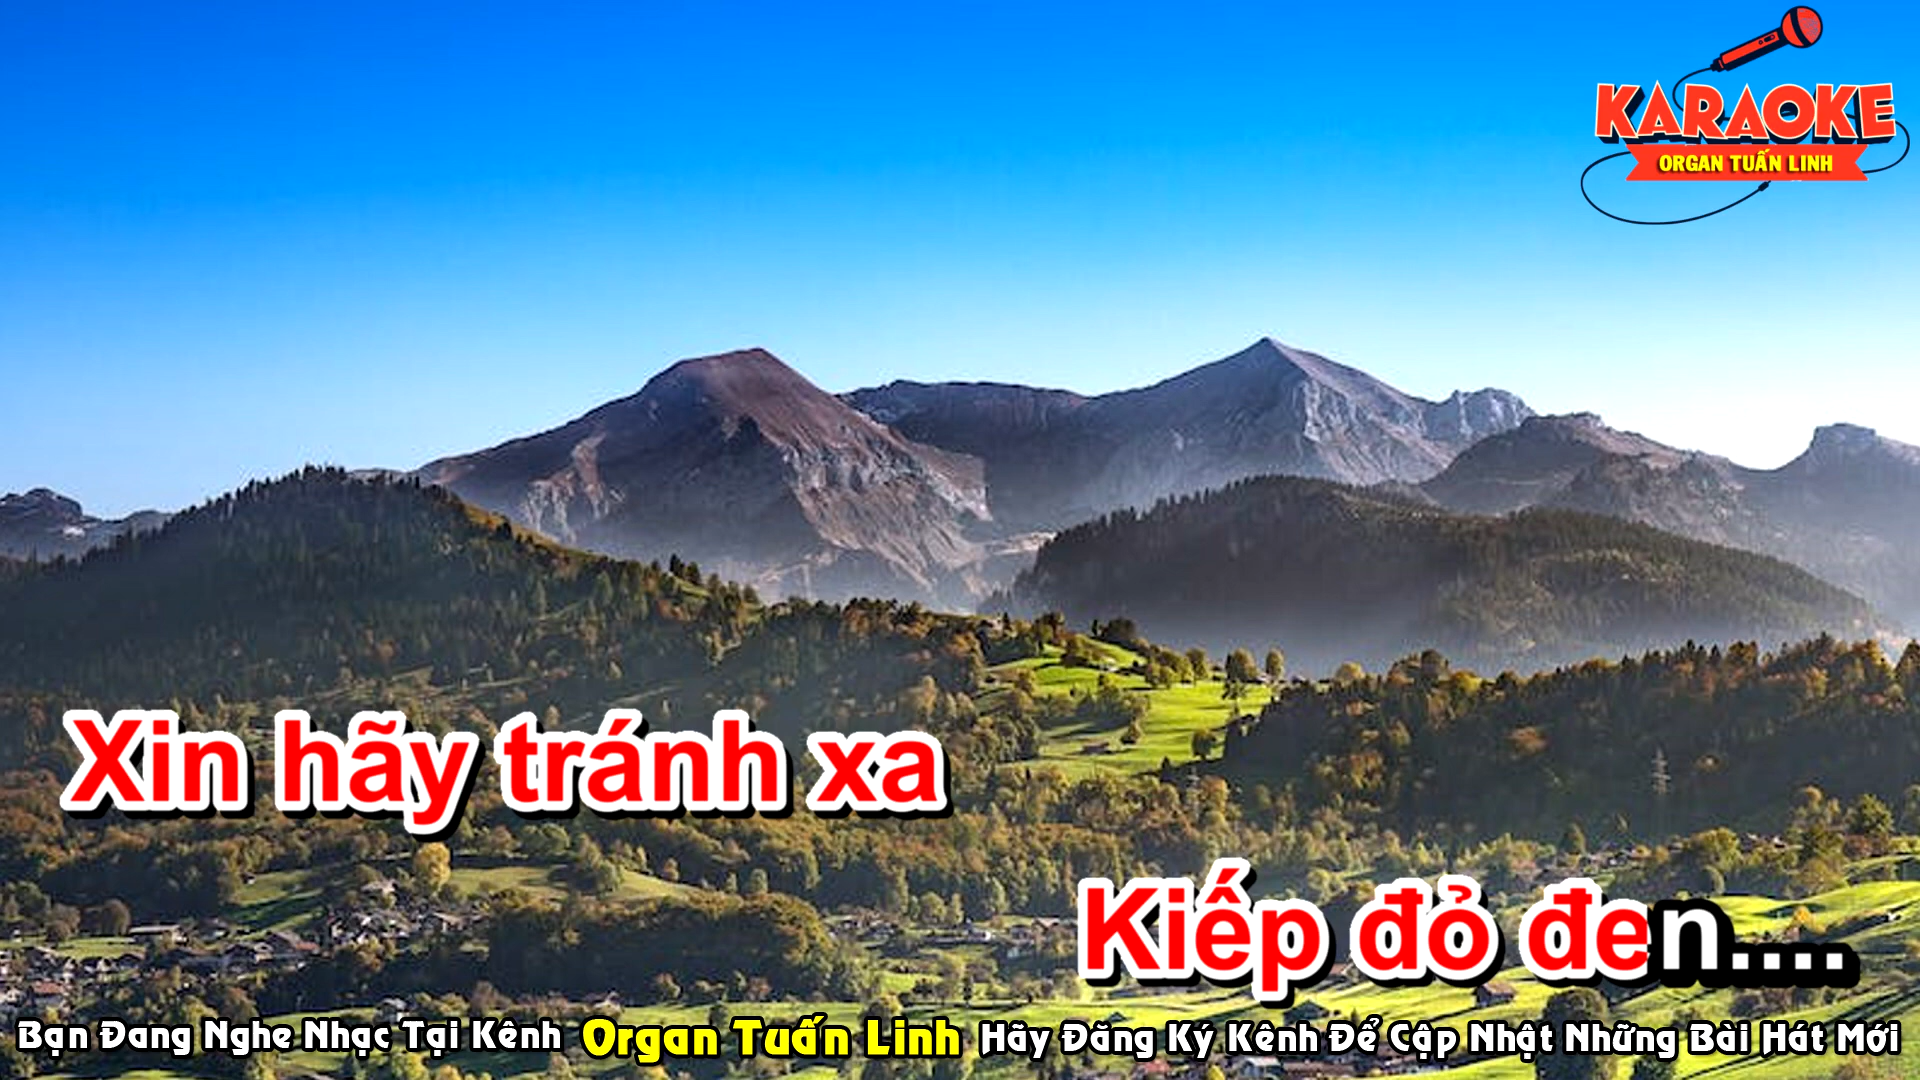 KARAOKE
ORGAN TUẤN LINH
Xin hãy tránh xa
Kiếp đỏ đen....
Bạn Đang Nghe Nhạc Tại Kênh Organ Tuấn Linh Hãy Đăng Ký Kênh Để Cập Nhật Những Bài Hát Mới